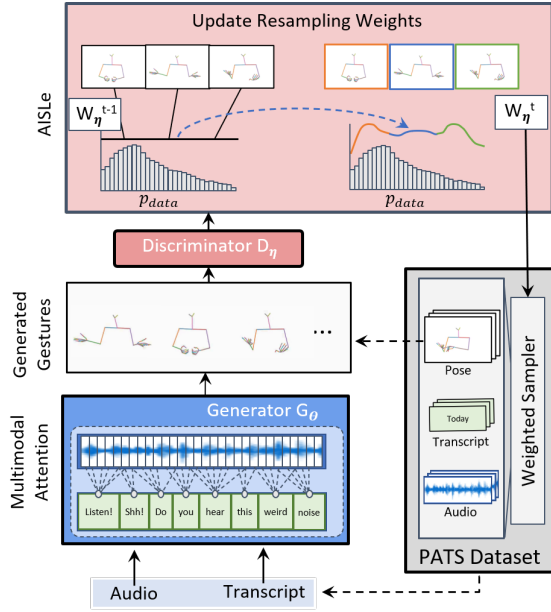 Update Resampling Weights
AISLe
W_η^t-1
W_η^t
p_data
p_data
Discriminator D_η
Generated Gestures
...
Pose
Today
Transcript
Audio
Weighted Sampler
PATS Dataset
Multimodal Attention
Generator G_θ
Listen! Shh! Do you hear this weird noise
Audio Transcript